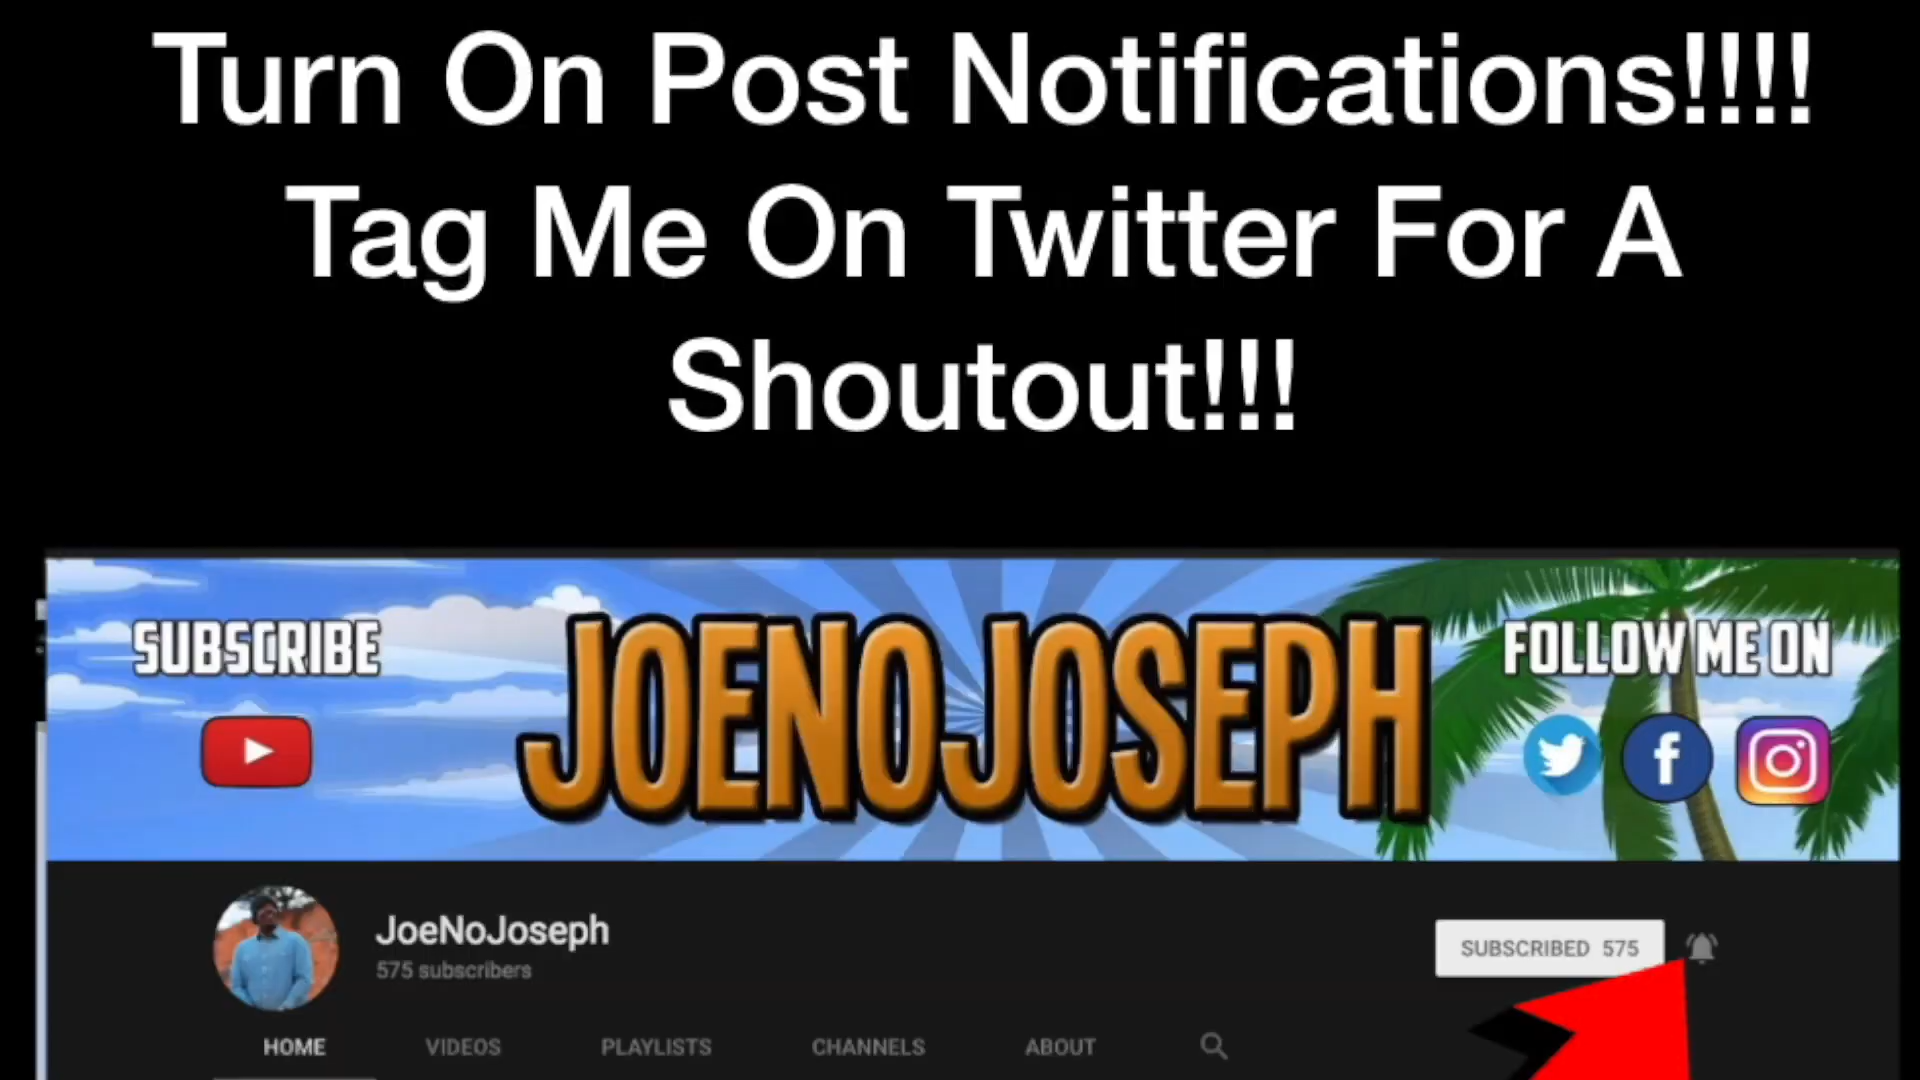 Turn On Post Notifications!!!!
Tag Me On Twitter For A
Shoutout!!!
SUBSCRIBE
JOENOJOSEPH
FOLLOW ME ON
JoeNoJoseph
575 subscribers
SUBSCRIBED 575
HOME VIDEOS PLAYLISTS CHANNELS ABOUT